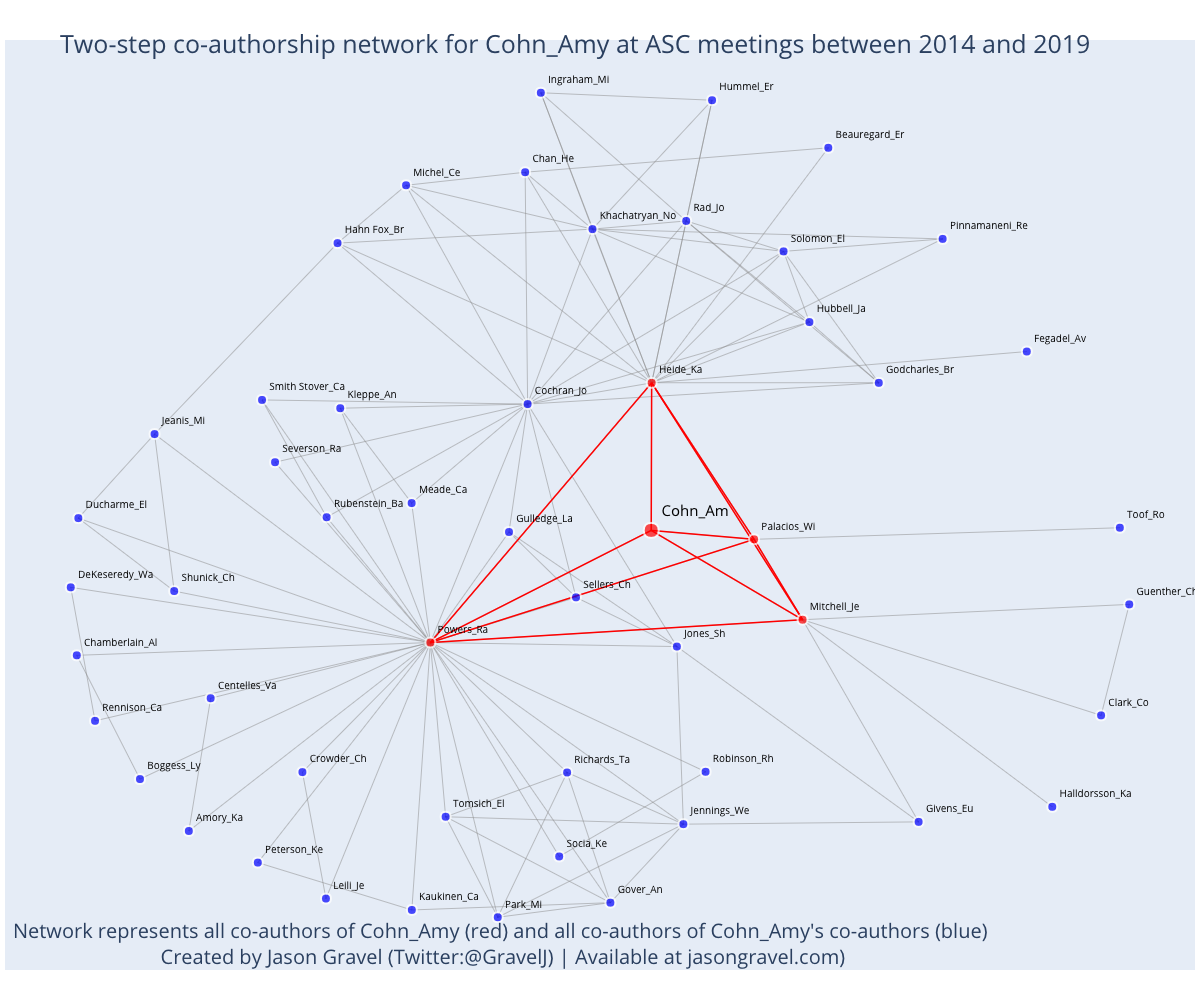 Two-step co-authorship network for Cohn_Amy at ASC meetings between 2014 and 2019
Ingraham_Mi
Hummel_Er
Beauregard_Er
Chan_He
Michel_Ce
Khachatryan_No
Rad_Jo
Hahn Fox_Br
Solomon_El
Pinnamaneni_Re
Hubbell_Ja
Fegadel_Av
Heide_Ka
Godcharles_Br
Smith Stover_Ca
Kleppe_An
Cochran_Jo
Jeanis_Mi
Severson_Ra
Meade_Ca
Ducharme_El
Rubenstein_Ba
Gulledge_La
Cohn_Am
Palacios_Wi
Toof_Ro
DeKeseredy_Wa
Shunick_Ch
Sellers_Ch
Mitchell_Je
Guenther_Ch
Powers_Ra
Jones_Sh
Chamberlain_Al
Centelles_Va
Rennison_Ca
Clark_Co
Boggess_Ly
Crowder_Ch
Richards_Ta
Robinson_Rh
Halldorsson_Ka
Amory_Ka
Tomsich_El
Jennings_We
Givens_Eu
Peterson_Ke
Socia_Ke
Leili_Je
Kaukinen_Ca
Park_Mi
Gover_An
Network represents all co-authors of Cohn_Amy (red) and all co-authors of Cohn_Amy's co-authors (blue)
Created by Jason Gravel (Twitter:@GravelJ) | Available at jasongravel.com)